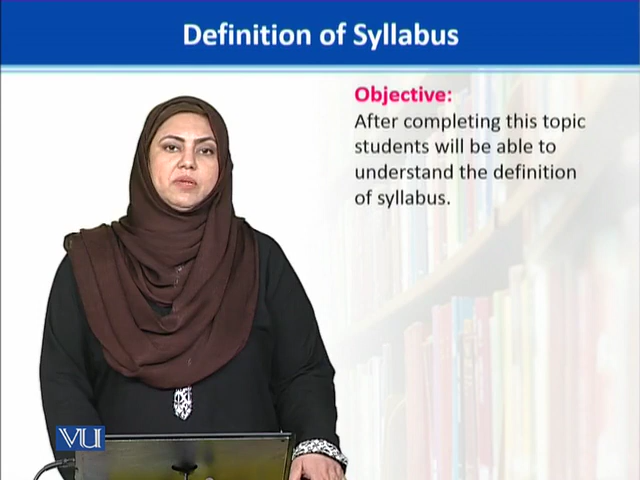 Definition of Syllabus
Objective:
After completing this topic
students will be able to
understand the definition
of syllabus.
VU